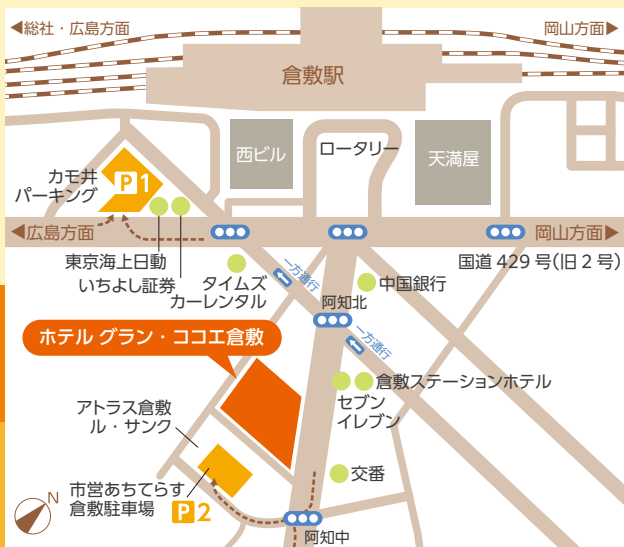 ◀総社・広島方面
岡山方面▶
倉敷駅
西ビル
ロータリー
天満屋
カモ井
パーキング
P1
◀広島方面
岡山方面▶
東京海上日動
いちよし証券
タイムズ
カーレンタル
一方通行
国道429号(旧2号)
中国銀行
阿知北
一方通行
ホテル グラン・ココエ倉敷
倉敷ステーションホテル
セブン
イレブン
アトラス倉敷
ル・サンク
市営あちてらす
倉敷駐車場
P2
交番
阿知中
N